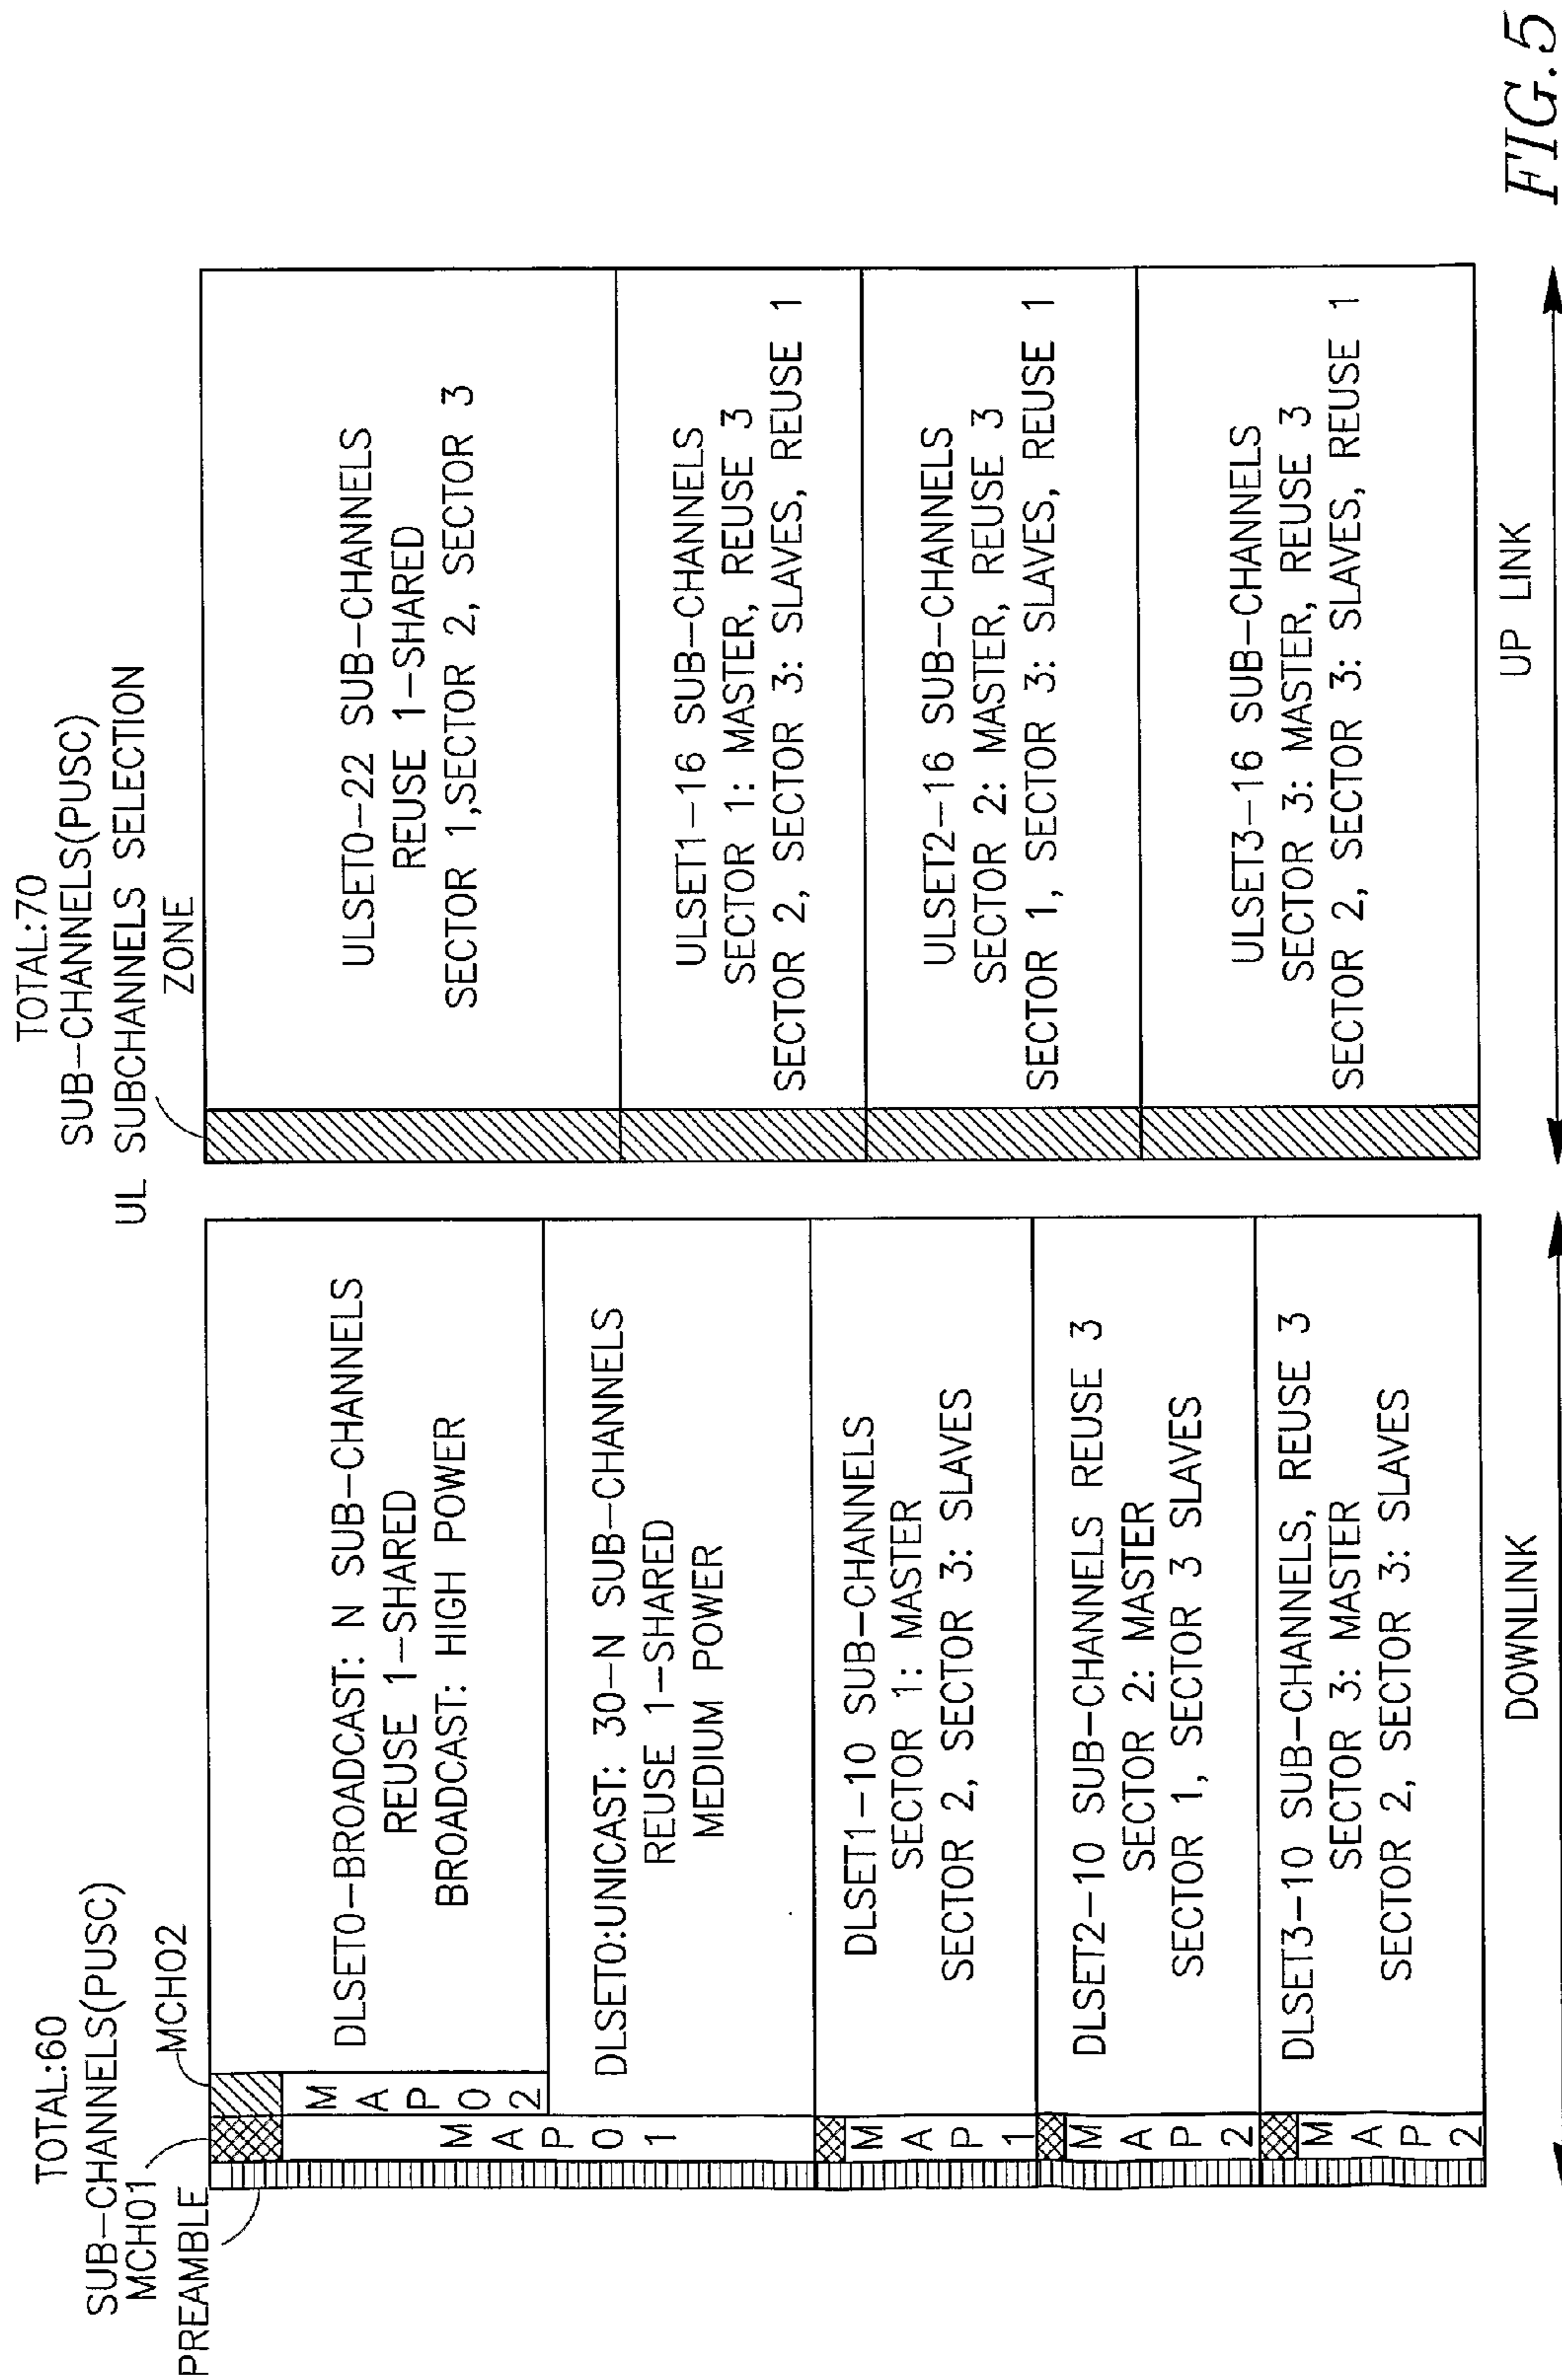 TOTAL:60
SUB-CHANNELS(PUSC)
MCH01
MCH02
PREAMBLE
MAP02
MAP01
DLSET0-BROADCAST: N SUB-CHANNELS
REUSE 1-SHARED
BROADCAST: HIGH POWER
DLSET0:UNICAST: 30-N SUB-CHANNELS
REUSE 1-SHARED
MEDIUM POWER
MAP1
DLSET1-10 SUB-CHANNELS
SECTOR 1: MASTER
SECTOR 2, SECTOR 3: SLAVES
MAP2
DLSET2-10 SUB-CHANNELS REUSE 3
SECTOR 2: MASTER
SECTOR 1, SECTOR 3 SLAVES
MAP2
DLSET3-10 SUB-CHANNELS, REUSE 3
SECTOR 3: MASTER
SECTOR 2, SECTOR 3: SLAVES
DOWNLINK
TOTAL:70
SUB-CHANNELS(PUSC)
UL SUBCHANNELS SELECTION
ZONE
ULSET0-22 SUB-CHANNELS
REUSE 1-SHARED
SECTOR 1,SECTOR 2, SECTOR 3
ULSET1-16 SUB-CHANNELS
SECTOR 1: MASTER, REUSE 3
SECTOR 2, SECTOR 3: SLAVES, REUSE 1
ULSET2-16 SUB-CHANNELS
SECTOR 2: MASTER, REUSE 3
SECTOR 1, SECTOR 3: SLAVES, REUSE 1
ULSET3-16 SUB-CHANNELS
SECTOR 3: MASTER, REUSE 3
SECTOR 2, SECTOR 3: SLAVES, REUSE 1
UP LINK
FIG.5